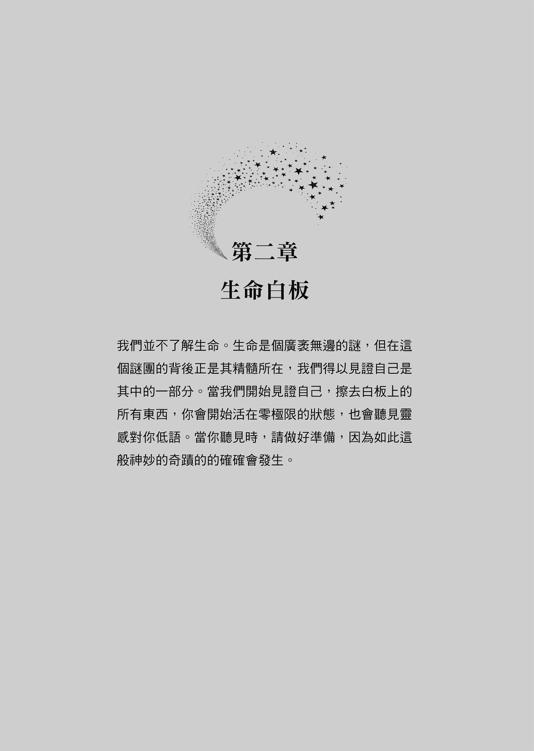 第二章
生命白板
我們並不了解生命。生命是個廣袤無邊的謎，但在這
個謎團的背後正是其精髓所在，我們得以見證自己是
其中的一部分。當我們開始見證自己，擦去白板上的
所有東西，你會開始活在零極限的狀態，也會聽見靈
感對你低語。當你聽見時，請做好準備，因為如此這
般神妙的奇蹟的的確確會發生。